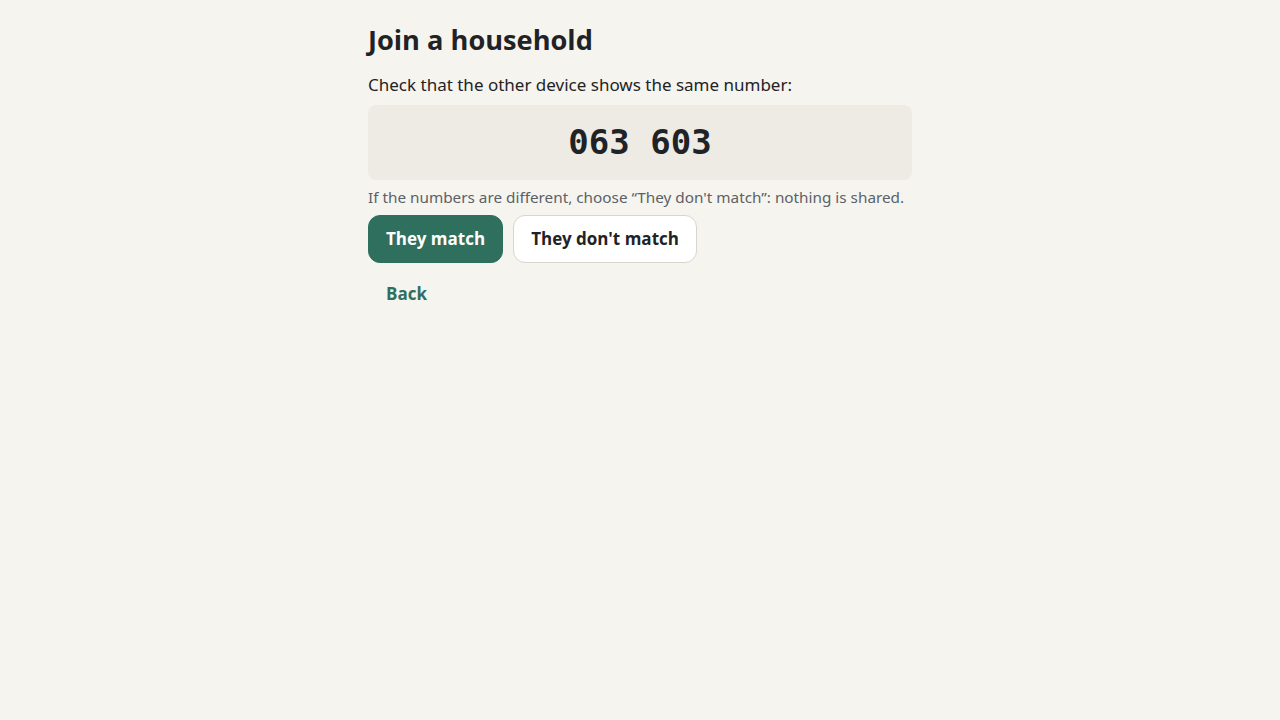 Join a household
Check that the other device shows the same number:
063 603
If the numbers are different, choose “They don't match”: nothing is shared.
They match
They don't match
Back